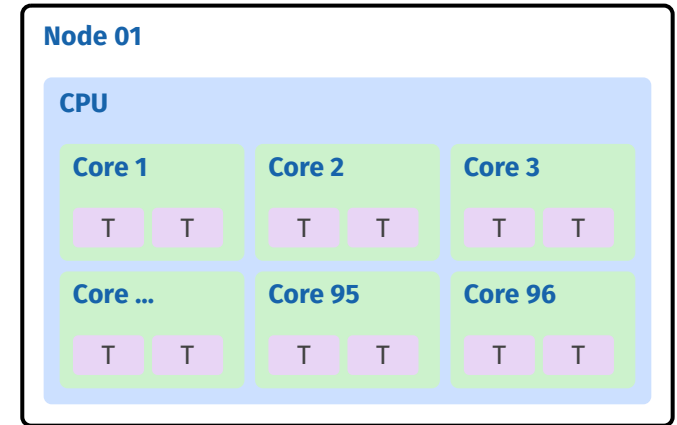 Node 01
CPU
Core 1 Core 2 Core 3
T T T T T T
Core ... Core 95 Core 96
T T T T T T